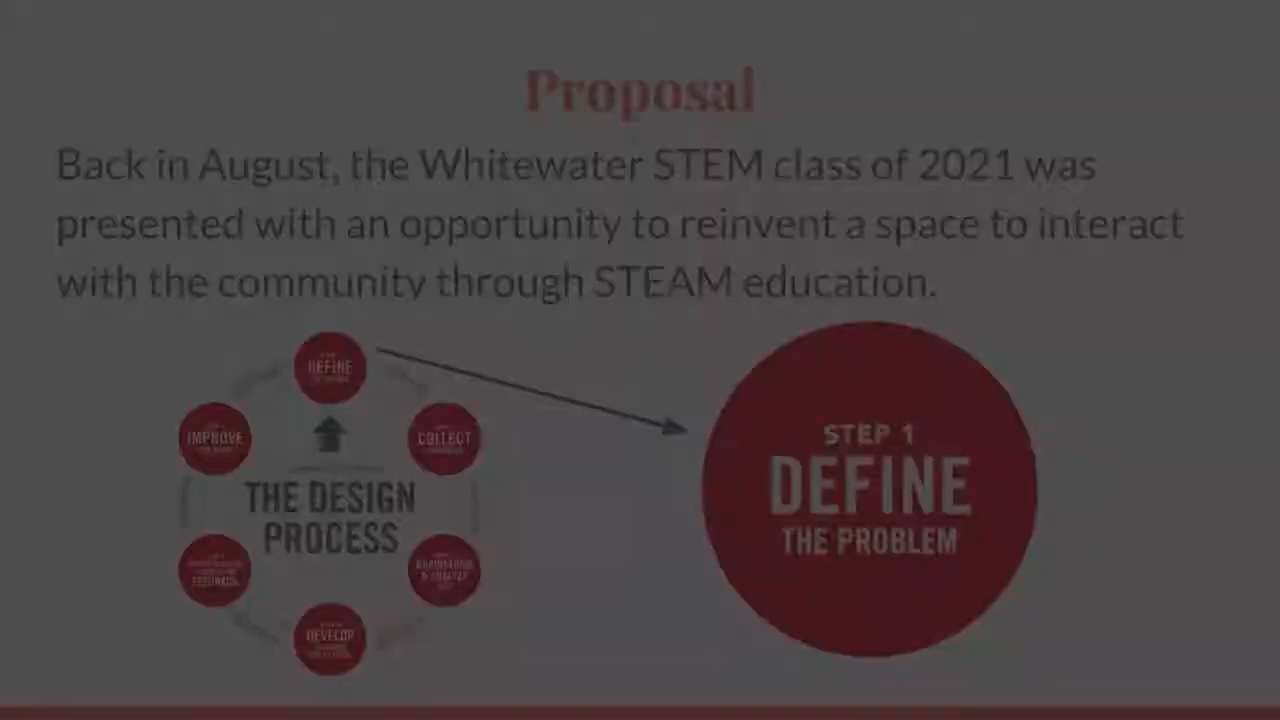 Proposal
Back in August, the Whitewater STEM class of 2021 was
presented with an opportunity to reinvent a space to interact
with the community through STEAM education.
DEFINE
IMPROVE
COLLECT
THE DESIGN
PROCESS
FEEDBACK
DEVELOP
STEP 1
DEFINE
THE PROBLEM